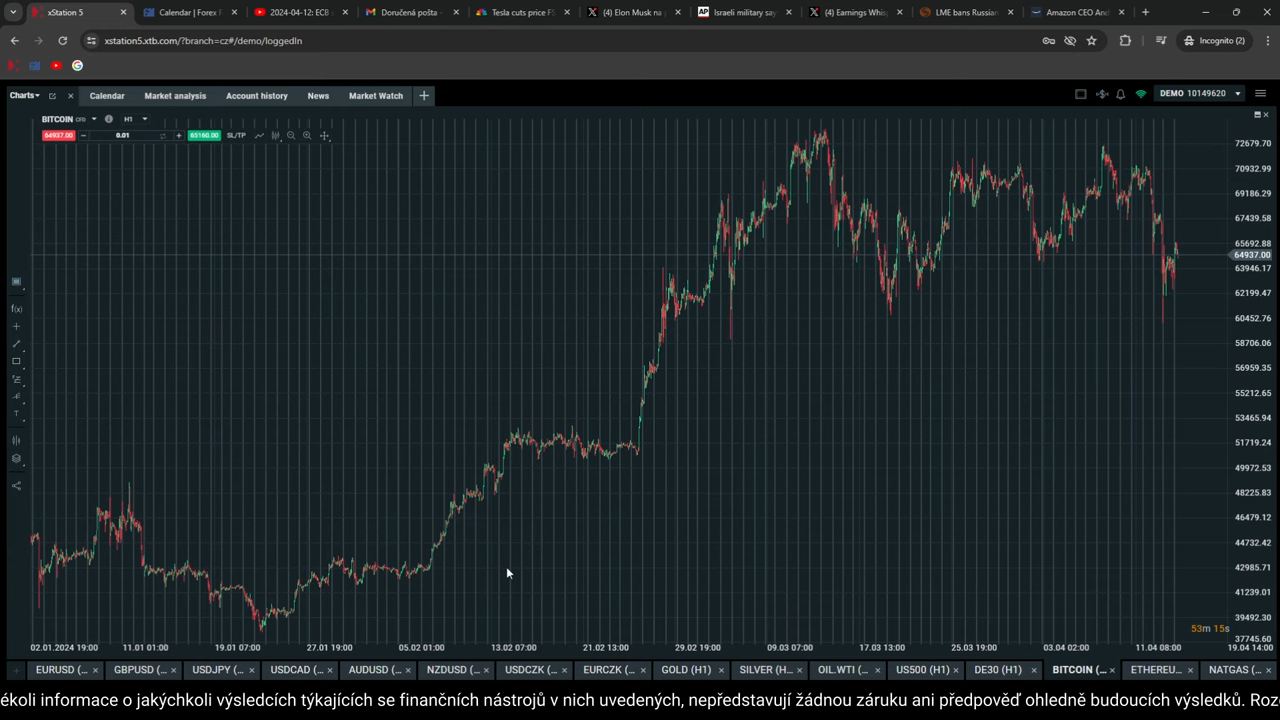 xStation 5
Calendar | Forex F
2024-04-12: ECB
Doručená pošta
Tesla cuts price FS
(4) Elon Musk na
Israeli military say
(4) Earnings Whis
LME bans Russian
Amazon CEO And
xstation5.xtb.com/?branch=cz#/demo/loggedIn
Incognito (2)
Charts
Calendar
Market analysis
Account history
News
Market Watch
DEMO 10149620
BITCOIN
H1
64937.00
0.01
65160.00
SL/TP
72679.70
70932.99
69186.29
67439.58
65692.88
64937.00
63946.17
62199.47
60452.76
58706.06
56959.35
55212.65
53465.94
51719.24
49972.53
48225.83
46479.12
44732.42
42985.71
41239.01
39492.30
37745.60
f(x)
T
53m 15s
02.01.2024 19:00
11.01 01:00
19.01 07:00
27.01 19:00
05.02 01:00
13.02 07:00
21.02 13:00
29.02 19:00
9.03 07:00
17.03 13:00
25.03 19:00
03.04 02:00
11.04 08:00
19.04 14:00
EURUSD (...
GBPUSD (...
USDJPY (...
USDCAD (...
AUDUSD (...
NZDUSD (...
USDCZK (...
EURCZK (...
GOLD (H1)
SILVER (H...
OIL.WTI (...
US500 (H1)
DE30 (H1)
BITCOIN (...
ETHEREU...
NATGAS (
ékoli informace o jakýchkoli výsledcích týkajících se finančních nástrojů v nich uvedených, nepředstavují žádnou záruku ani předpověď ohledně budoucích výsledků. Roz